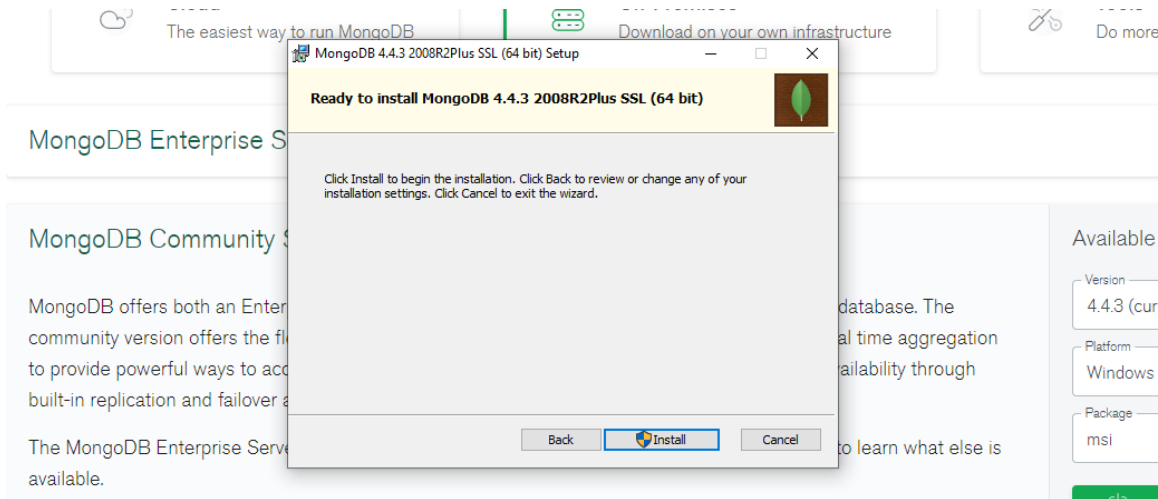 The easiest way to run MongoDB
Download on your own infrastructure
Do more
MongoDB 4.4.3 2008R2Plus SSL (64 bit) Setup
Ready to install MongoDB 4.4.3 2008R2Plus SSL (64 bit)
Click Install to begin the installation. Click Back to review or change any of your
installation settings. Click Cancel to exit the wizard.
Back
Install
Cancel
MongoDB Enterprise S
MongoDB Community
MongoDB offers both an Enter
database. The
community version offers the fl
al time aggregation
to provide powerful ways to acc
ailability through
built-in replication and failover a
The MongoDB Enterprise Serve
to learn what else is
available.
Available
Version
4.4.3 (cur
Platform
Windows
Package
msi